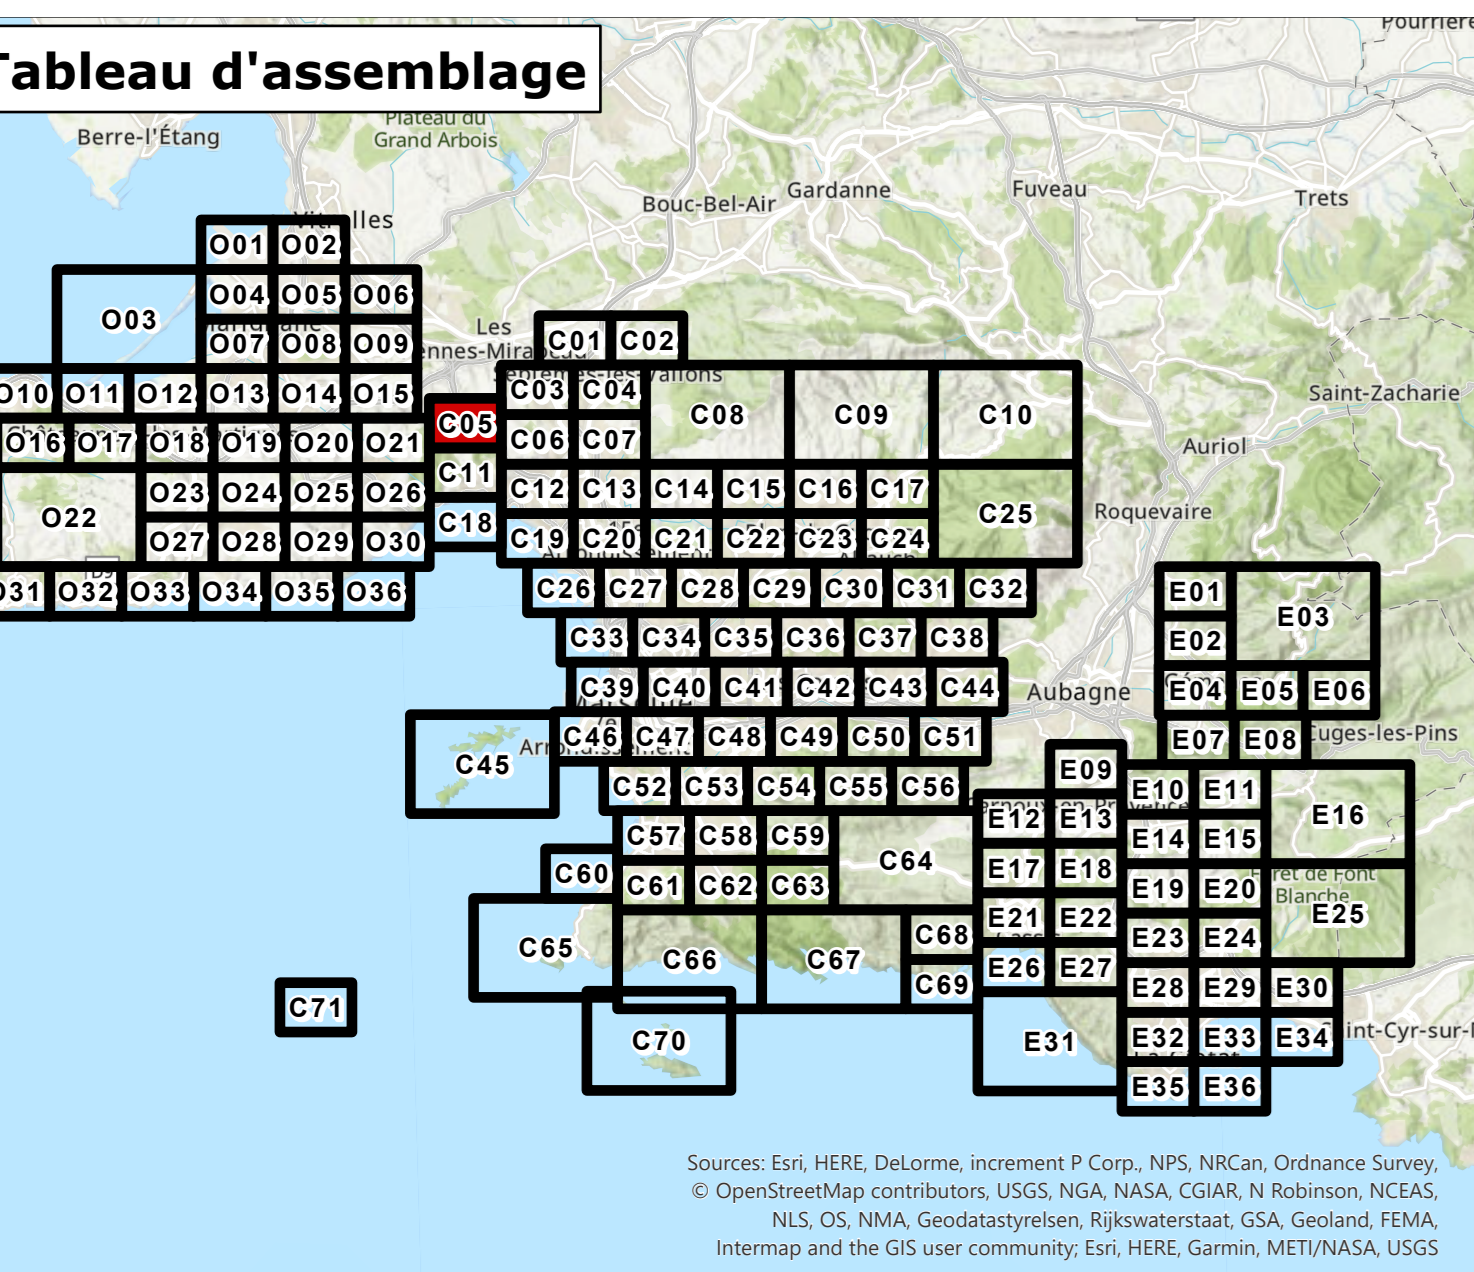 Tableau d'assemblage
Berre-l'Étang
Plateau du
Grand Arbois
Bouc-Bel-Air
Gardanne
Fuveau
Trets
O01 O02
O03
O04 O05 O06
O07 O08 O09
Les
C01 C02
O10 O11 O12 O13 O14 O15
C03 C04
C05
C06 C07
C08
C09
C10
Saint-Zacharie
Auriol
O16 O17 O18 O19 O20 O21
C11
O22
O23 O24 O25 O26
C12 C13 C14 C15 C16 C17
C18
C25
Roquevaire
O27 O28 O29 O30
C19 C20 C21 C22 C23 C24
O31 O32 O33 O34 O35 O36
C26 C27 C28 C29 C30 C31 C32
E01
E02
E03
C33 C34 C35 C36 C37 C38
C39 C40 C41 C42 C43 C44
Aubagne
E04 E05 E06
C45
C46 C47 C48 C49 C50 C51
E07 E08
Cuges-les-Pins
C52 C53 C54 C55 C56
E09
E10 E11
E12 E13
E14 E15
E16
C57 C58 C59
C60
C61 C62 C63
C64
E17 E18
E19 E20
Forêt de Font
Blanche
E25
C65
C66
C67
C68
C69
E21 E22
E23 E24
E26 E27
E28 E29 E30
C71
C70
E31
E32 E33 E34
E35 E36
Sources: Esri, HERE, DeLorme, increment P Corp., NPS, NRCan, Ordnance Survey,
© OpenStreetMap contributors, USGS, NGA, NASA, CGIAR, N Robinson, NCEAS,
NLS, OS, NMA, Geodatastyrelsen, Rijkswaterstaat, GSA, Geoland, FEMA,
Intermap and the GIS user community; Esri, HERE, Garmin, METI/NASA, USGS